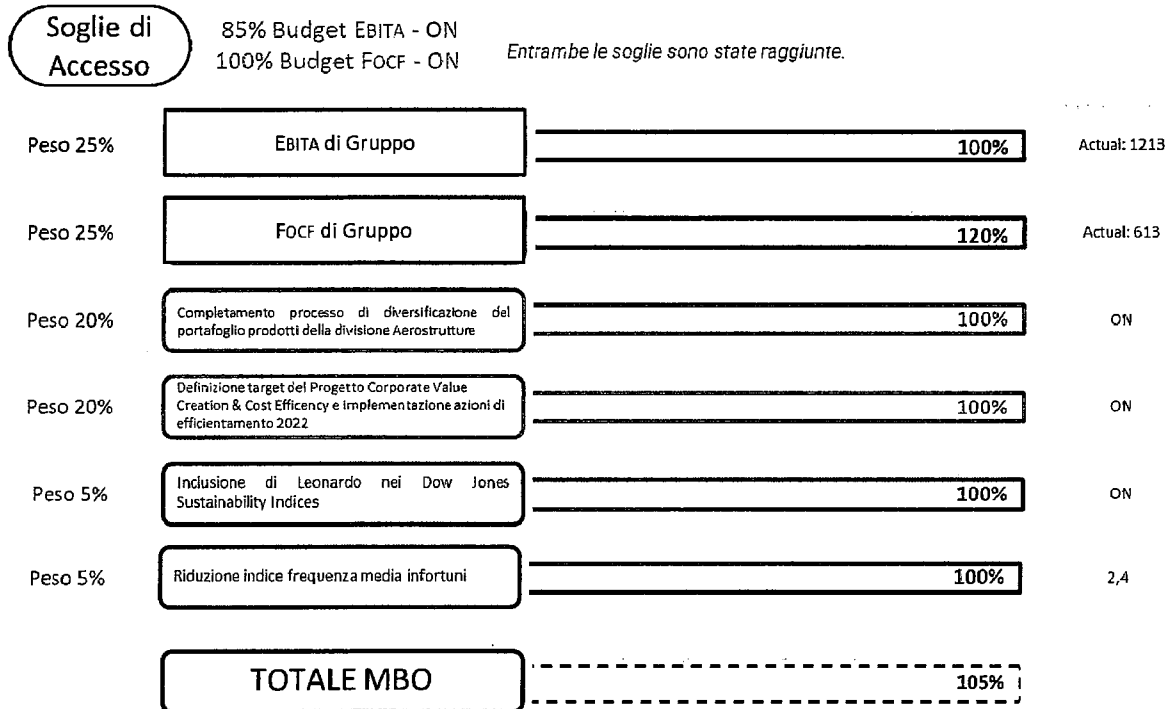 Soglie di
Accesso
85% Budget EBITA - ON
100% Budget FOCF - ON
Entrambe le soglie sono state raggiunte.
Peso 25%
EBITA di Gruppo
100%
Actual: 1213
Peso 25%
FOCF di Gruppo
120%
Actual: 613
Peso 20%
Completamento processo di diversificazione del
portafoglio prodotti della divisione Aerostrutture
100%
ON
Peso 20%
Definizione target del Progetto Corporate Value
Creation & Cost Efficency e implementazione azioni di
efficientamento 2022
100%
ON
Peso 5%
Inclusione di Leonardo nei Dow Jones
Sustainability Indices
100%
ON
Peso 5%
Riduzione indice frequenza media infortuni
100%
2,4
TOTALE MBO
105%